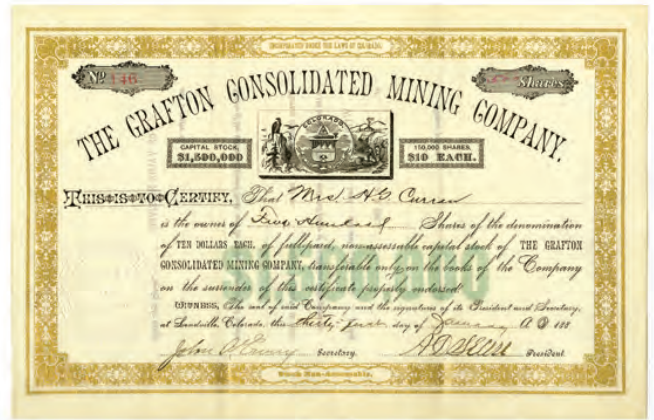 INCORPORATED UNDER THE LAWS OF COLORADO.
No 146
Shares
THE GRAFTON CONSOLIDATED MINING COMPANY.
COLORADO
CAPITAL STOCK, $1,500,000
150,000 SHARES, $10 EACH.
THIS IS TO CERTIFY, That Mrs. H. G. Curran
is the owner of Five Hundred Shares of the denomination
of TEN DOLLARS EACH, of full-paid, non-assessable capital stock of THE GRAFTON
CONSOLIDATED MINING COMPANY, transferable only on the books of the Company
on the surrender of this certificate properly endorsed.
WITNESS, The seal of said Company and the signatures of its President and Secretary,
at Leadville, Colorado, this thirty first day of January A.D. 188
John Secretary. President.
Stock Non-Assessable.